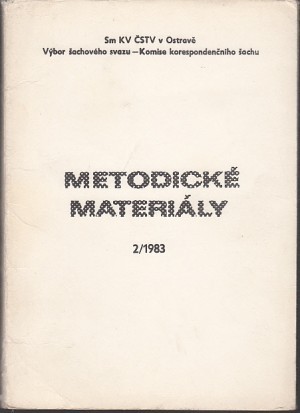 Sm KV ČSTV v Ostravě
Výbor šachového svazu – Komise korespondenčního šachu
METODICKÉ
MATERIÁLY
2/1983